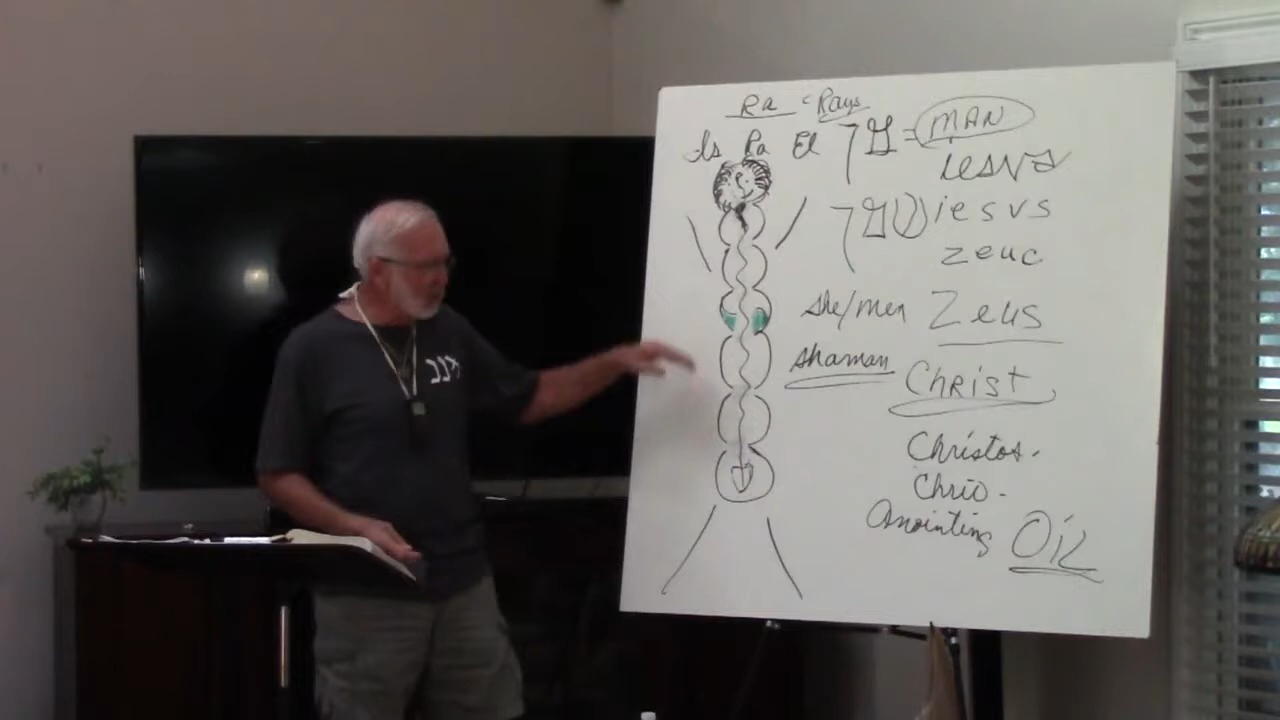 Ra = Rays
Is Ra El
= MAN
iesvs
iesvs
zeuc
she/men Zeus
shaman
Christ
Christos.
Chrio -
Anointing OiL